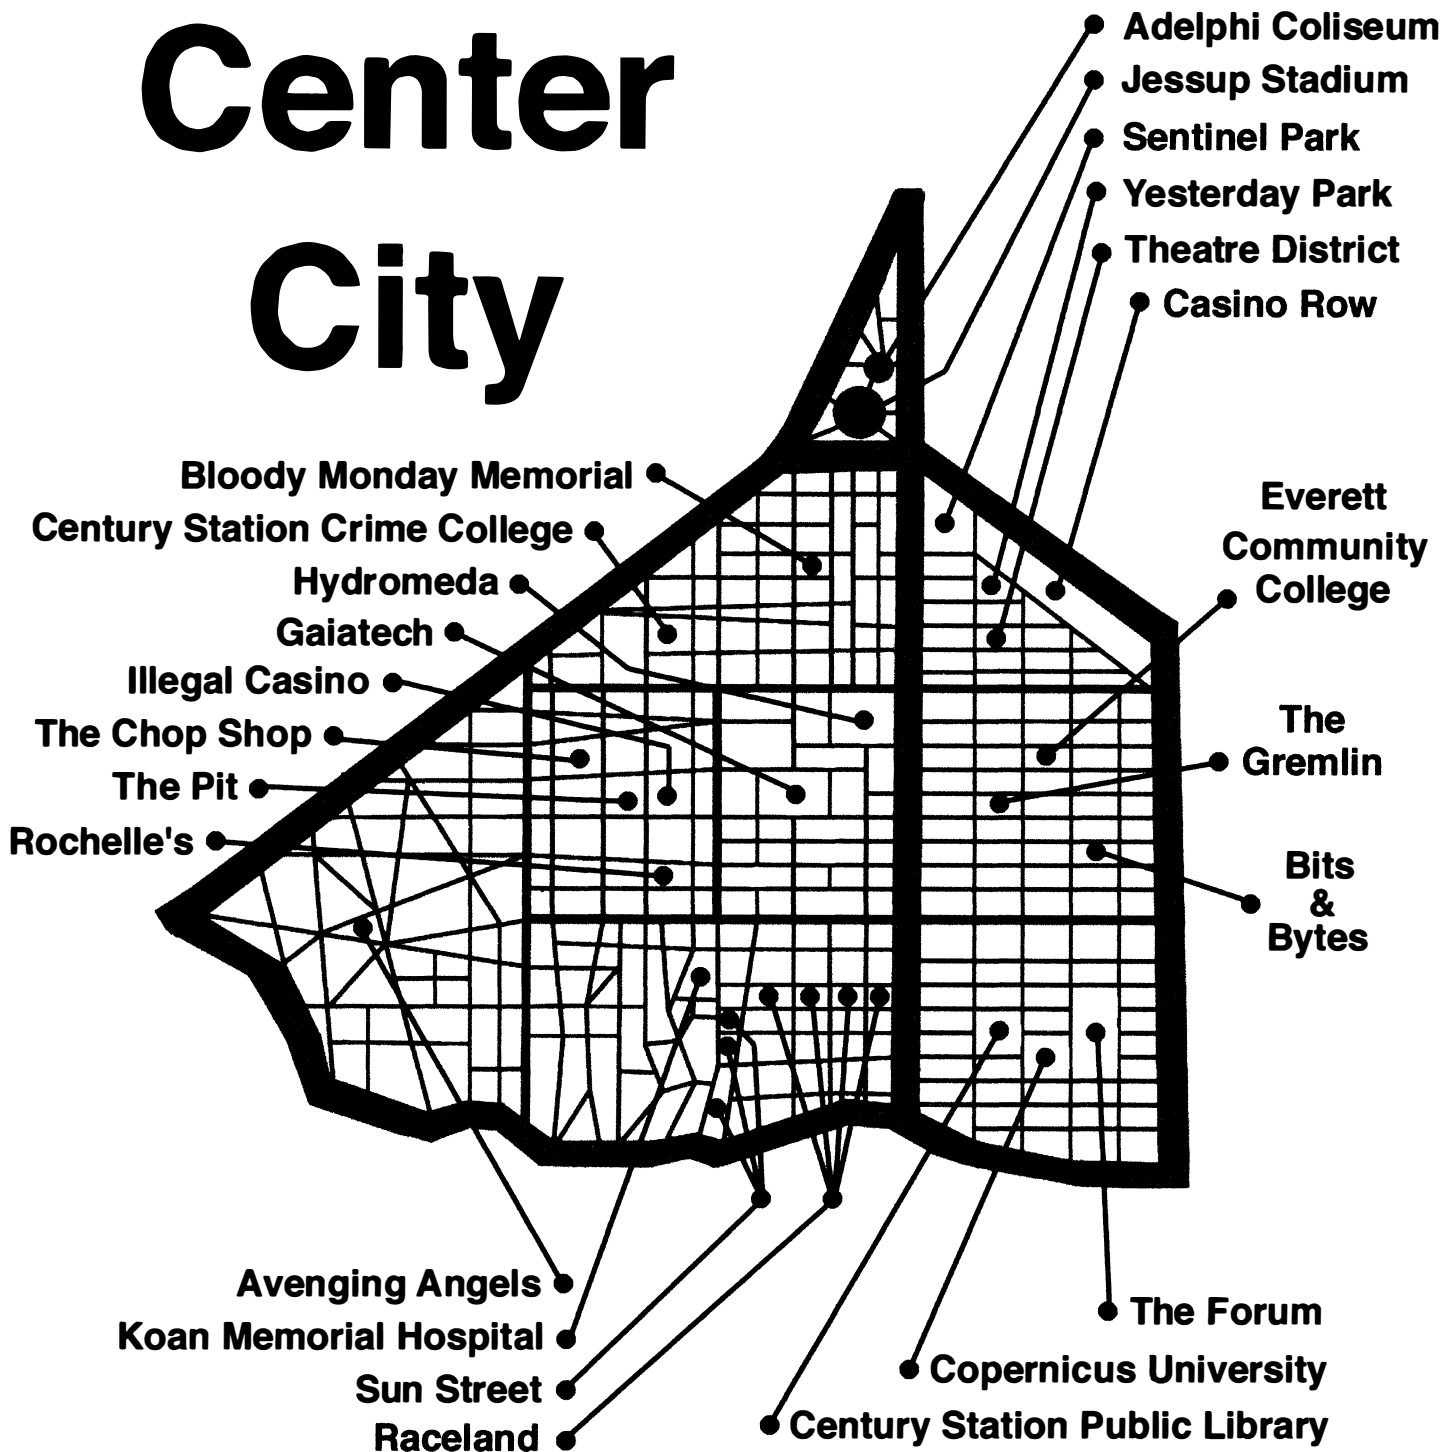 Center
City
Adelphi Coliseum
Jessup Stadium
Sentinel Park
Yesterday Park
Theatre District
Casino Row
Bloody Monday Memorial
Century Station Crime College
Hydromeda
Gaiatech
Illegal Casino
The Chop Shop
The Pit
Rochelle's
Everett
Community
College
The
Gremlin
Bits
&
Bytes
Avenging Angels
Koan Memorial Hospital
Sun Street
Raceland
The Forum
Copernicus University
Century Station Public Library